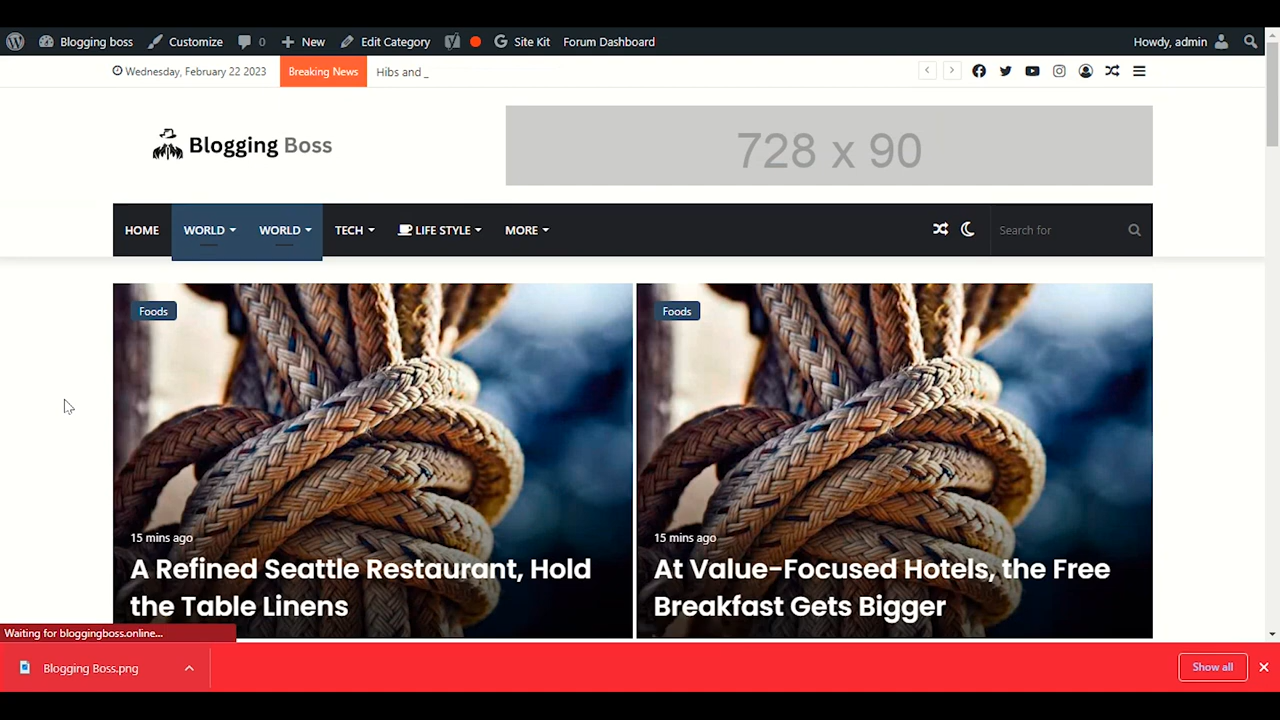 Blogging boss Customize 0 New Edit Category Site Kit Forum Dashboard Howdy, admin
Wednesday, February 22 2023 Breaking News Hibs and _
Blogging Boss
728 x 90
HOME WORLD WORLD TECH LIFE STYLE MORE Search for
Foods
15 mins ago
A Refined Seattle Restaurant, Hold
the Table Linens
Foods
15 mins ago
At Value-Focused Hotels, the Free
Breakfast Gets Bigger
Waiting for bloggingboss.online...
Blogging Boss.png Show all